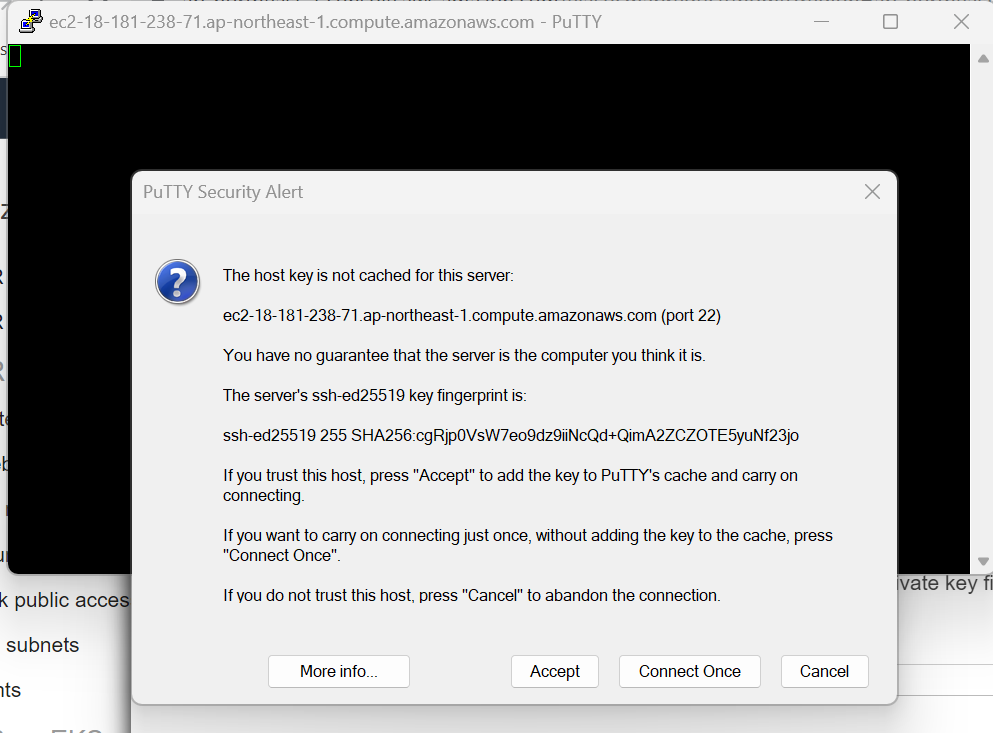 ec2-18-181-238-71.ap-northeast-1.compute.amazonaws.com - PuTTY
PuTTY Security Alert
The host key is not cached for this server:
ec2-18-181-238-71.ap-northeast-1.compute.amazonaws.com (port 22)
You have no guarantee that the server is the computer you think it is.
The server's ssh-ed25519 key fingerprint is:
ssh-ed25519 255 SHA256:cgRjp0VsW7eo9dz9iiNcQd+QimA2ZCZOTE5yuNf23jo
If you trust this host, press "Accept" to add the key to PuTTY's cache and carry on
connecting.
If you want to carry on connecting just once, without adding the key to the cache, press
"Connect Once".
If you do not trust this host, press "Cancel" to abandon the connection.
More info...
Accept
Connect Once
Cancel
k public acces
subnets
nts
ivate key fi